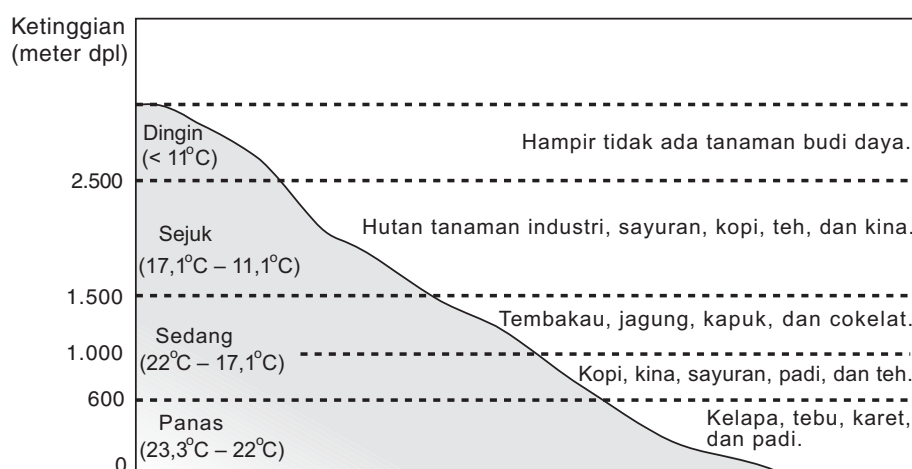 Ketinggian
(meter dpl)
Dingin
(< 11°C)
Hampir tidak ada tanaman budi daya.
2.500
Sejuk
(17,1°C – 11,1°C)
Hutan tanaman industri, sayuran, kopi, teh, dan kina.
1.500
Tembakau, jagung, kapuk, dan cokelat.
Sedang
(22°C – 17,1°C)
1.000
Kopi, kina, sayuran, padi, dan teh.
600
Panas
(23,3°C – 22°C)
Kelapa, tebu, karet,
dan padi.
0